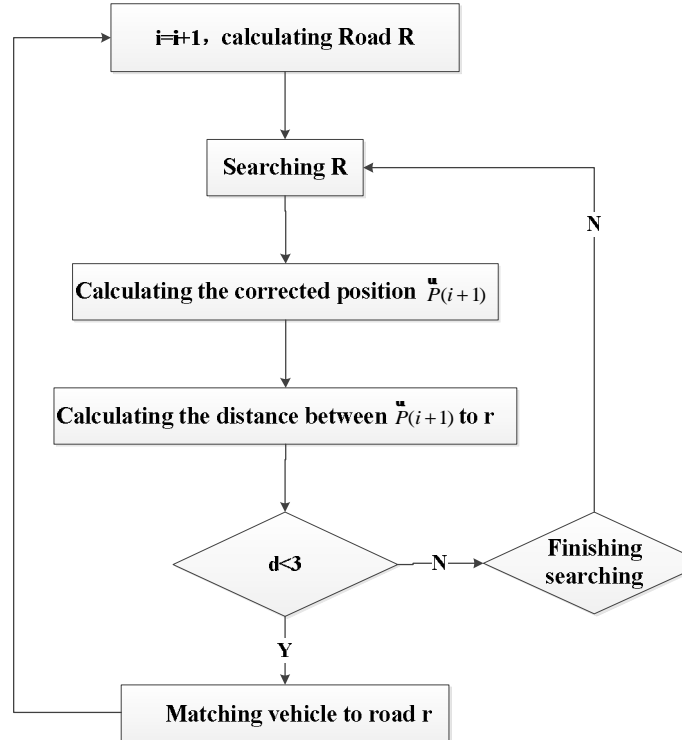 i=i+1, calculating Road R
Searching R
N
Calculating the corrected position P(i+1)
Calculating the distance between P(i+1) to r
d<3
N
Finishing
searching
Y
Matching vehicle to road r